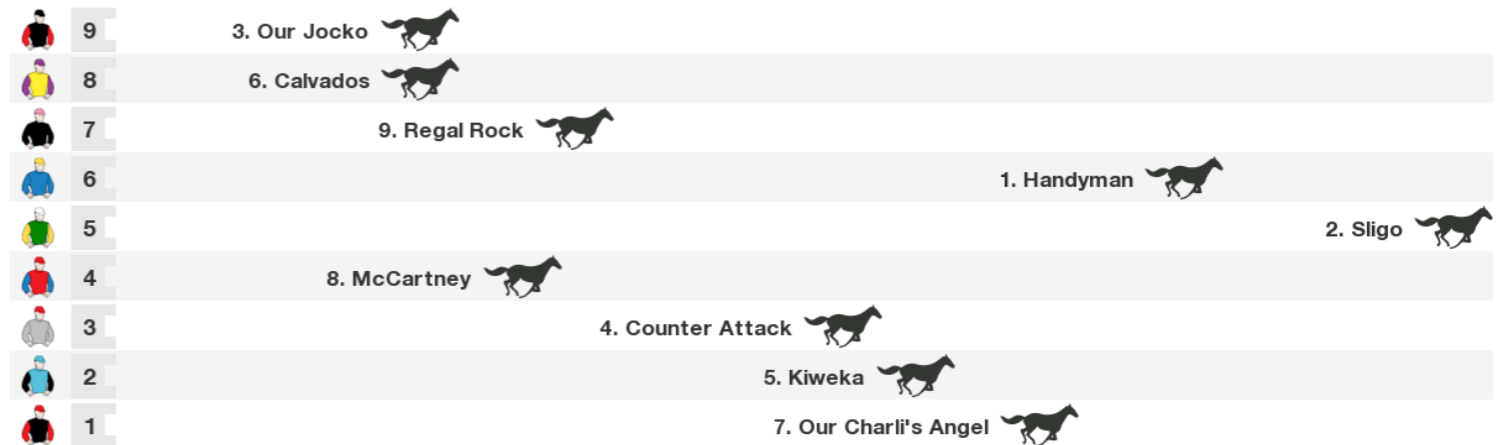 9 3. Our Jocko
8 6. Calvados
7 9. Regal Rock
6 1. Handyman
5 2. Sligo
4 8. McCartney
3 4. Counter Attack
2 5. Kiweka
1 7. Our Charli's Angel